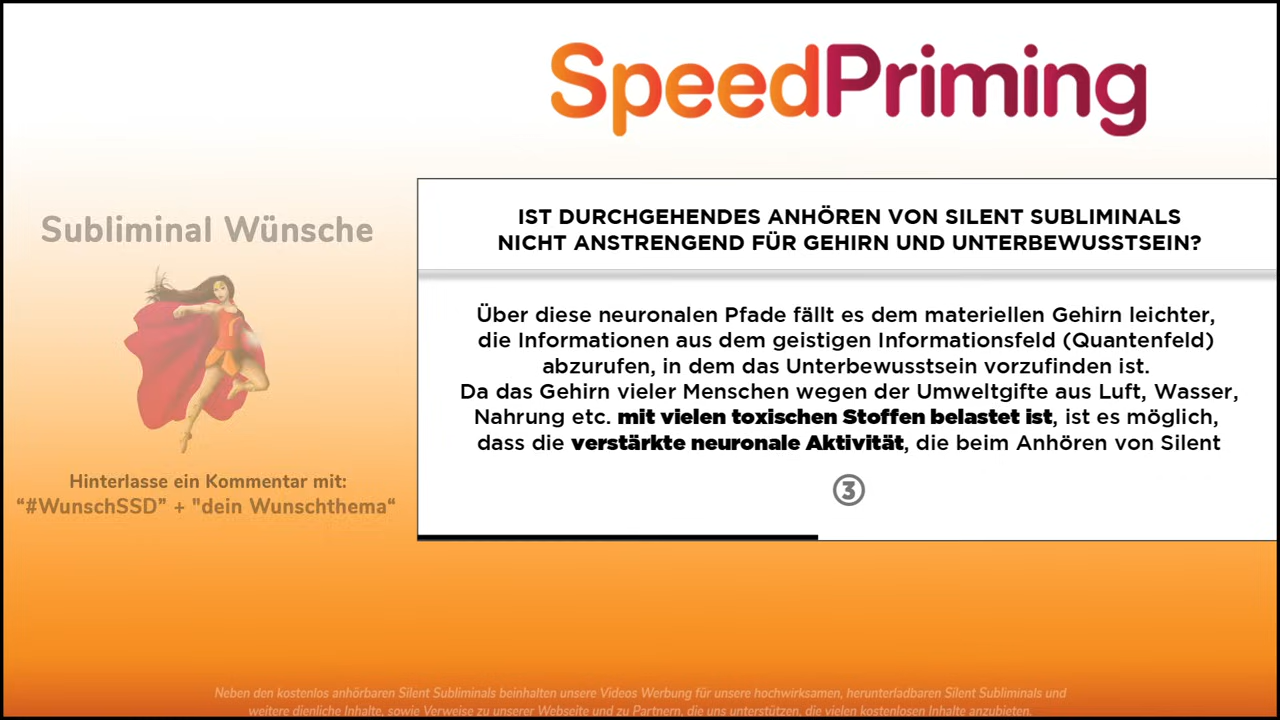 SpeedPriming
Subliminal Wünsche
Hinterlasse ein Kommentar mit:
“#WunschSSD” + "dein Wunschthema“
IST DURCHGEHENDES ANHÖREN VON SILENT SUBLIMINALS
NICHT ANSTRENGEND FÜR GEHIRN UND UNTERBEWUSSTSEIN?
Über diese neuronalen Pfade fällt es dem materiellen Gehirn leichter,
die Informationen aus dem geistigen Informationsfeld (Quantenfeld)
abzurufen, in dem das Unterbewusstsein vorzufinden ist.
Da das Gehirn vieler Menschen wegen der Umweltgifte aus Luft, Wasser,
Nahrung etc. mit vielen toxischen Stoffen belastet ist, ist es möglich,
dass die verstärkte neuronale Aktivität, die beim Anhören von Silent
③
Neben den kostenlos anhörbaren Silent Subliminals beinhalten unsere Videos Werbung für unsere hochwirksamen, herunterladbaren Silent Subliminals und
weitere dienliche Inhalte, sowie Verweise zu unserer Webseite und zu Partnern, die uns unterstützen, die vielen kostenlosen Inhalte anzubieten.